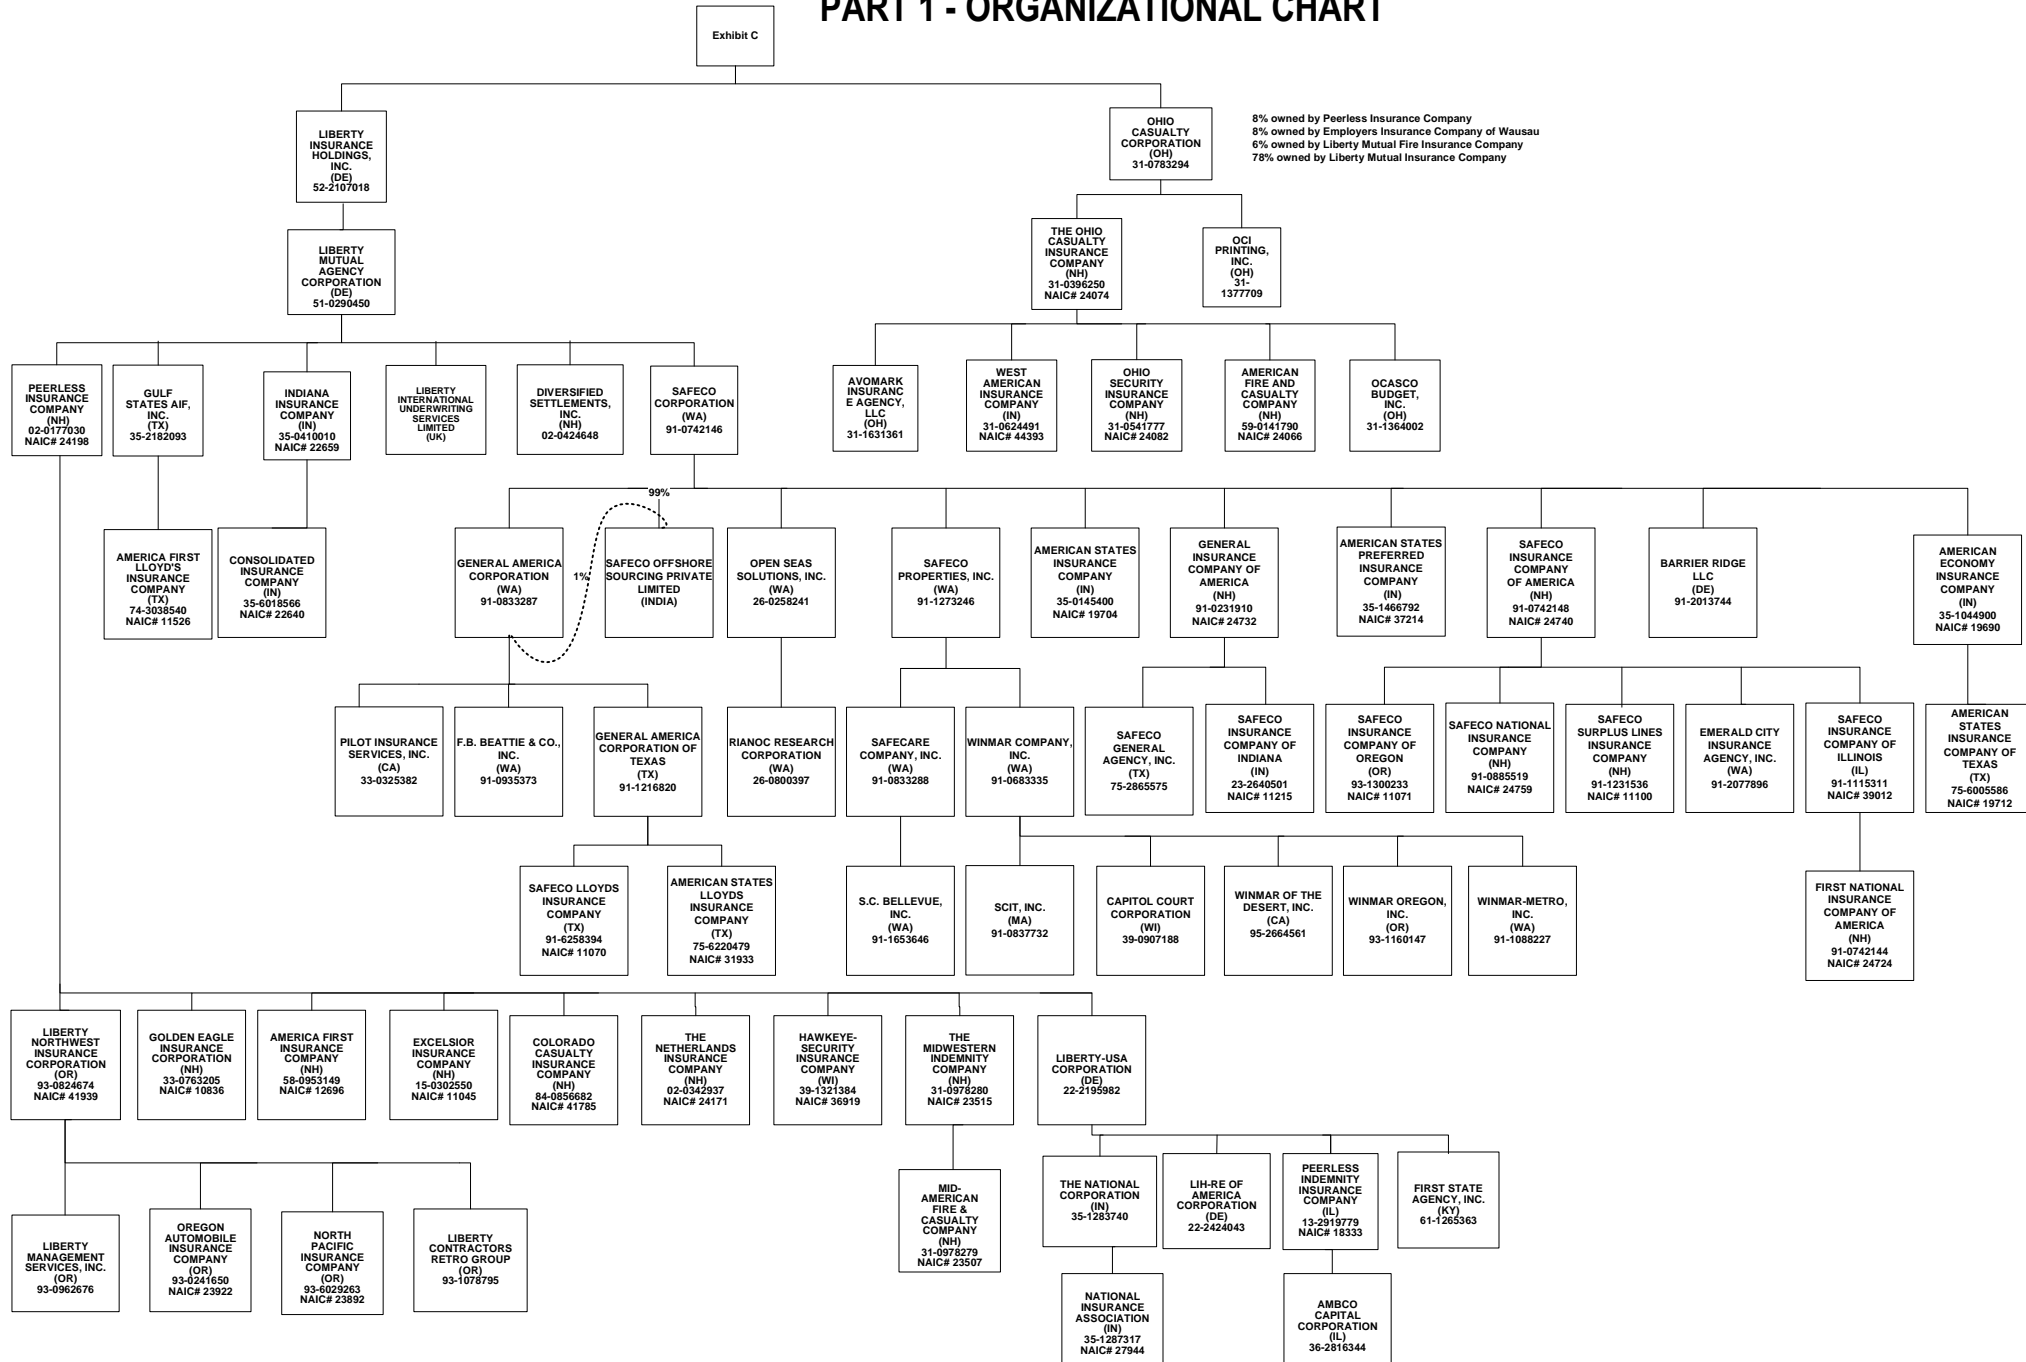 PART 1 - ORGANIZATIONAL CHART
Exhibit C
LIBERTY
INSURANCE
HOLDINGS,
INC.
(DE)
52-2107018
OHIO
CASUALTY
CORPORATION
(OH)
31-0783294
8% owned by Peerless Insurance Company
8% owned by Employers Insurance Company of Wausau
6% owned by Liberty Mutual Fire Insurance Company
78% owned by Liberty Mutual Insurance Company
LIBERTY
MUTUAL
AGENCY
CORPORATION
(DE)
51-0290450
THE OHIO
CASUALTY
INSURANCE
COMPANY
(NH)
31-0396250
NAIC# 24074
OCI
PRINTING,
INC.
(OH)
31-
1377709
PEERLESS
INSURANCE
COMPANY
(NH)
02-0177030
NAIC# 24198
GULF
STATES AIF,
INC.
(TX)
35-2182093
INDIANA
INSURANCE
COMPANY
(IN)
35-0410010
NAIC# 22659
LIBERTY
INTERNATIONAL
UNDERWRITING
SERVICES
LIMITED
(UK)
DIVERSIFIED
SETTLEMENTS,
INC.
(NH)
02-0424648
SAFECO
CORPORATION
(WA)
91-0742146
AVOMARK
INSURANC
E AGENCY,
LLC
(OH)
31-1631361
WEST
AMERICAN
INSURANCE
COMPANY
(IN)
31-0624491
NAIC# 44393
OHIO
SECURITY
INSURANCE
COMPANY
(NH)
31-0541777
NAIC# 24082
AMERICAN
FIRE AND
CASUALTY
COMPANY
(NH)
59-0141790
NAIC# 24066
OCASCO
BUDGET,
INC.
(OH)
31-1364002
99%
1%
AMERICA FIRST
LLOYD'S
INSURANCE
COMPANY
(TX)
74-3038540
NAIC# 11526
CONSOLIDATED
INSURANCE
COMPANY
(IN)
35-6018566
NAIC# 22640
GENERAL AMERICA
CORPORATION
(WA)
91-0833287
SAFECO OFFSHORE
SOURCING PRIVATE
LIMITED
(INDIA)
OPEN SEAS
SOLUTIONS, INC.
(WA)
26-0258241
SAFECO
PROPERTIES, INC.
(WA)
91-1273246
AMERICAN STATES
INSURANCE
COMPANY
(IN)
35-0145400
NAIC# 19704
GENERAL
INSURANCE
COMPANY OF
AMERICA
(NH)
91-0231910
NAIC# 24732
AMERICAN STATES
PREFERRED
INSURANCE
COMPANY
(IN)
35-1466792
NAIC# 37214
SAFECO
INSURANCE
COMPANY
OF AMERICA
(NH)
91-0742148
NAIC# 24740
BARRIER RIDGE
LLC
(DE)
91-2013744
AMERICAN
ECONOMY
INSURANCE
COMPANY
(IN)
35-1044900
NAIC# 19690
PILOT INSURANCE
SERVICES, INC.
(CA)
33-0325382
F.B. BEATTIE & CO.,
INC.
(WA)
91-0935373
GENERAL AMERICA
CORPORATION OF
TEXAS
(TX)
91-1216820
RIANOC RESEARCH
CORPORATION
(WA)
26-0800397
SAFECARE
COMPANY, INC.
(WA)
91-0833288
WINMAR COMPANY,
INC.
(WA)
91-0683335
SAFECO
GENERAL
AGENCY, INC.
(TX)
75-2865575
SAFECO
INSURANCE
COMPANY OF
INDIANA
(IN)
23-2640501
NAIC# 11215
SAFECO
INSURANCE
COMPANY OF
OREGON
(OR)
93-1300233
NAIC# 11071
SAFECO NATIONAL
INSURANCE
COMPANY
(NH)
91-0885519
NAIC# 24759
SAFECO
SURPLUS LINES
INSURANCE
COMPANY
(NH)
91-1231536
NAIC# 11100
EMERALD CITY
INSURANCE
AGENCY, INC.
(WA)
91-2077896
SAFECO
INSURANCE
COMPANY OF
ILLINOIS
(IL)
91-1115311
NAIC# 39012
AMERICAN
STATES
INSURANCE
COMPANY OF
TEXAS
(TX)
75-6005586
NAIC# 19712
SAFECO LLOYDS
INSURANCE
COMPANY
(TX)
91-6258394
NAIC# 11070
AMERICAN STATES
LLOYDS
INSURANCE
COMPANY
(TX)
75-6220479
NAIC# 31933
S.C. BELLEVUE,
INC.
(WA)
91-1653646
SCIT, INC.
(MA)
91-0837732
CAPITOL COURT
CORPORATION
(WI)
39-0907188
WINMAR OF THE
DESERT, INC.
(CA)
95-2664561
WINMAR OREGON,
INC.
(OR)
93-1160147
WINMAR-METRO,
INC.
(WA)
91-1088227
FIRST NATIONAL
INSURANCE
COMPANY OF
AMERICA
(NH)
91-0742144
NAIC# 24724
LIBERTY
NORTHWEST
INSURANCE
CORPORATION
(OR)
93-0824674
NAIC# 41939
GOLDEN EAGLE
INSURANCE
CORPORATION
(NH)
33-0763205
NAIC# 10836
AMERICA FIRST
INSURANCE
COMPANY
(NH)
58-0953149
NAIC# 12696
EXCELSIOR
INSURANCE
COMPANY
(NH)
15-0302550
NAIC# 11045
COLORADO
CASUALTY
INSURANCE
COMPANY
(NH)
84-0856682
NAIC# 41785
THE
NETHERLANDS
INSURANCE
COMPANY
(NH)
02-0342937
NAIC# 24171
HAWKEYE-
SECURITY
INSURANCE
COMPANY
(WI)
39-1321384
NAIC# 36919
THE
MIDWESTERN
INDEMNITY
COMPANY
(NH)
31-0978280
NAIC# 23515
LIBERTY-USA
CORPORATION
(DE)
22-2195982
LIBERTY
MANAGEMENT
SERVICES, INC.
(OR)
93-0962676
OREGON
AUTOMOBILE
INSURANCE
COMPANY
(OR)
93-0241650
NAIC# 23922
NORTH
PACIFIC
INSURANCE
COMPANY
(OR)
93-6029263
NAIC# 23892
LIBERTY
CONTRACTORS
RETRO GROUP
(OR)
93-1078795
MID-
AMERICAN
FIRE &
CASUALTY
COMPANY
(NH)
31-0978279
NAIC# 23507
THE NATIONAL
CORPORATION
(IN)
35-1283740
LIH-RE OF
AMERICA
CORPORATION
(DE)
22-2424043
PEERLESS
INDEMNITY
INSURANCE
COMPANY
(IL)
13-2919779
NAIC# 18333
FIRST STATE
AGENCY, INC.
(KY)
61-1265363
NATIONAL
INSURANCE
ASSOCIATION
(IN)
35-1287317
NAIC# 27944
AMBCO
CAPITAL
CORPORATION
(IL)
36-2816344